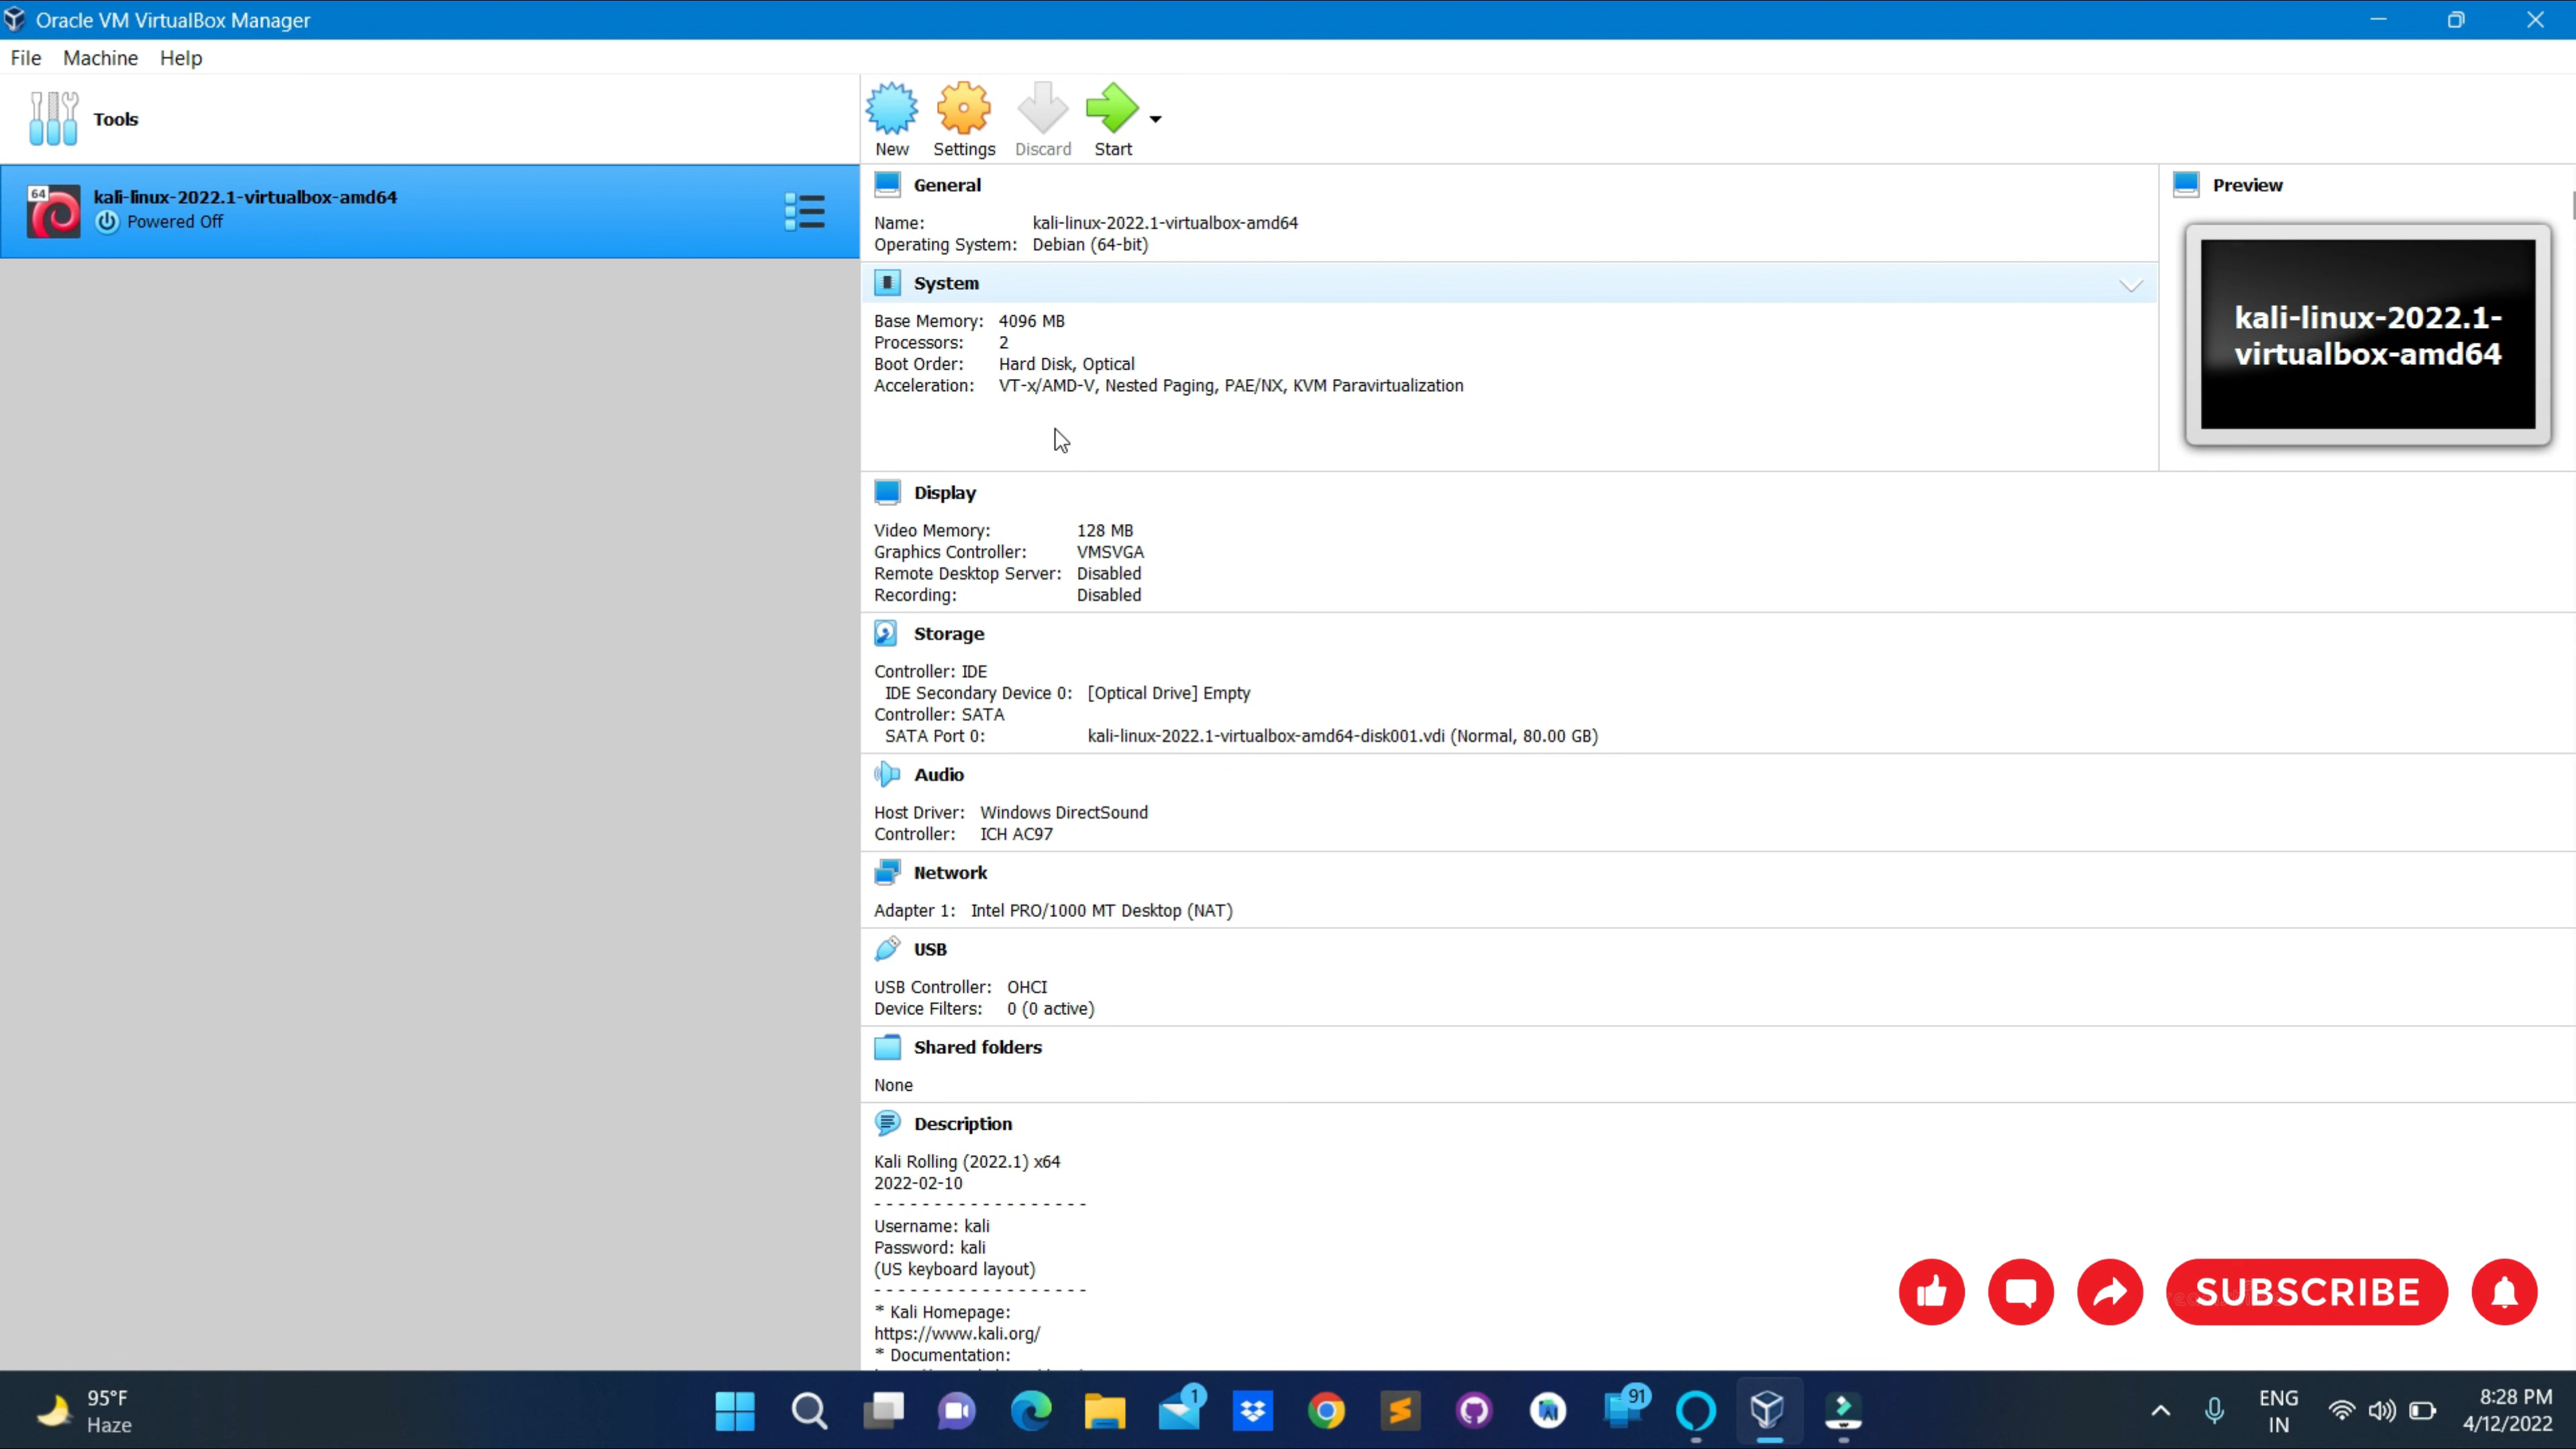 Oracle VM VirtualBox Manager
File Machine Help
Tools
New Settings Discard Start
64
kali-linux-2022.1-virtualbox-amd64
Powered Off
General
Name: kali-linux-2022.1-virtualbox-amd64
Operating System: Debian (64-bit)
System
Base Memory: 4096 MB
Processors: 2
Boot Order: Hard Disk, Optical
Acceleration: VT-x/AMD-V, Nested Paging, PAE/NX, KVM Paravirtualization
Preview
kali-linux-2022.1-
virtualbox-amd64
Display
Video Memory: 128 MB
Graphics Controller: VMSVGA
Remote Desktop Server: Disabled
Recording: Disabled
Storage
Controller: IDE
IDE Secondary Device 0: [Optical Drive] Empty
Controller: SATA
SATA Port 0: kali-linux-2022.1-virtualbox-amd64-disk001.vdi (Normal, 80.00 GB)
Audio
Host Driver: Windows DirectSound
Controller: ICH AC97
Network
Adapter 1: Intel PRO/1000 MT Desktop (NAT)
USB
USB Controller: OHCI
Device Filters: 0 (0 active)
Shared folders
None
Description
Kali Rolling (2022.1) x64
2022-02-10
- - - - - - - - - - - - - - - - - -
Username: kali
Password: kali
(US keyboard layout)
- - - - - - - - - - - - - - - - - -
* Kali Homepage:
https://www.kali.org/
* Documentation:
SUBSCRIBE
95°F
Haze
1
91
ENG
IN
8:28 PM
4/12/2022